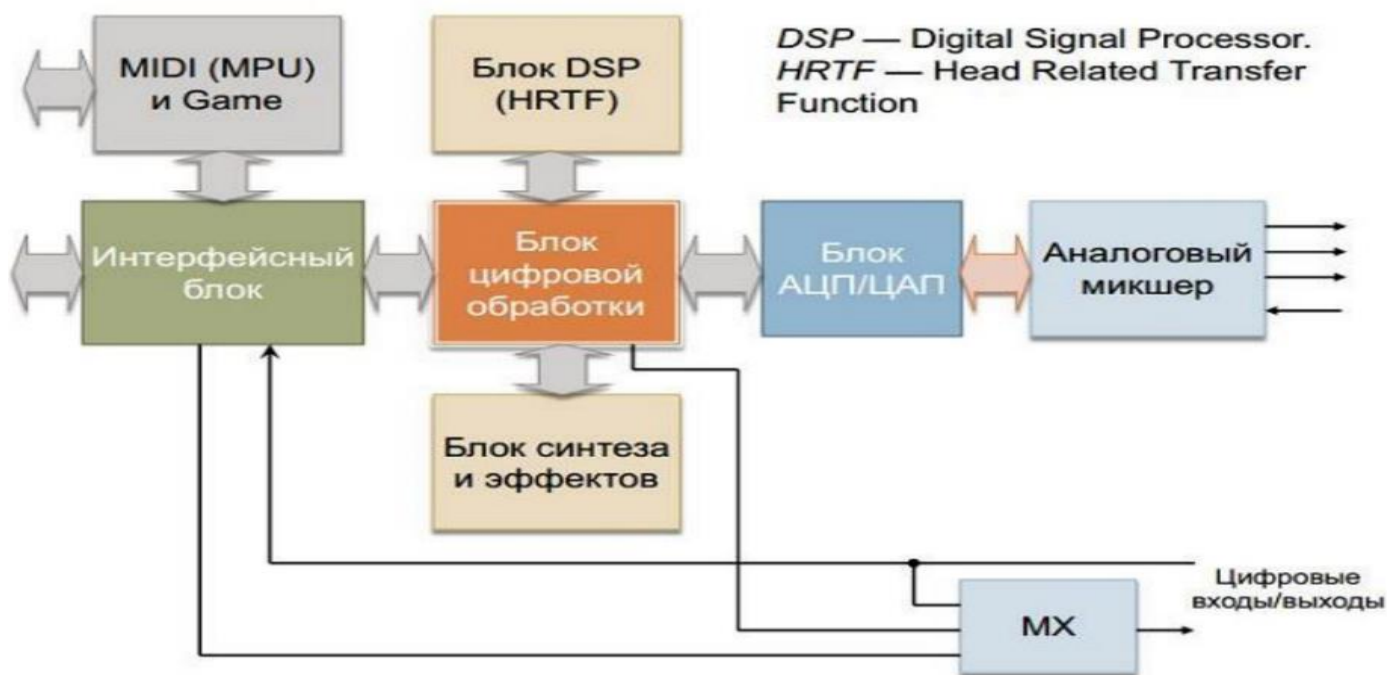 MIDI (MPU)
и Game
Блок DSP
(HRTF)
DSP — Digital Signal Processor.
HRTF — Head Related Transfer
Function
Интерфейсный
блок
Блок
цифровой
обработки
Блок
АЦП/ЦАП
Аналоговый
микшер
Блок синтеза
и эффектов
Цифровые
входы/выходы
MX